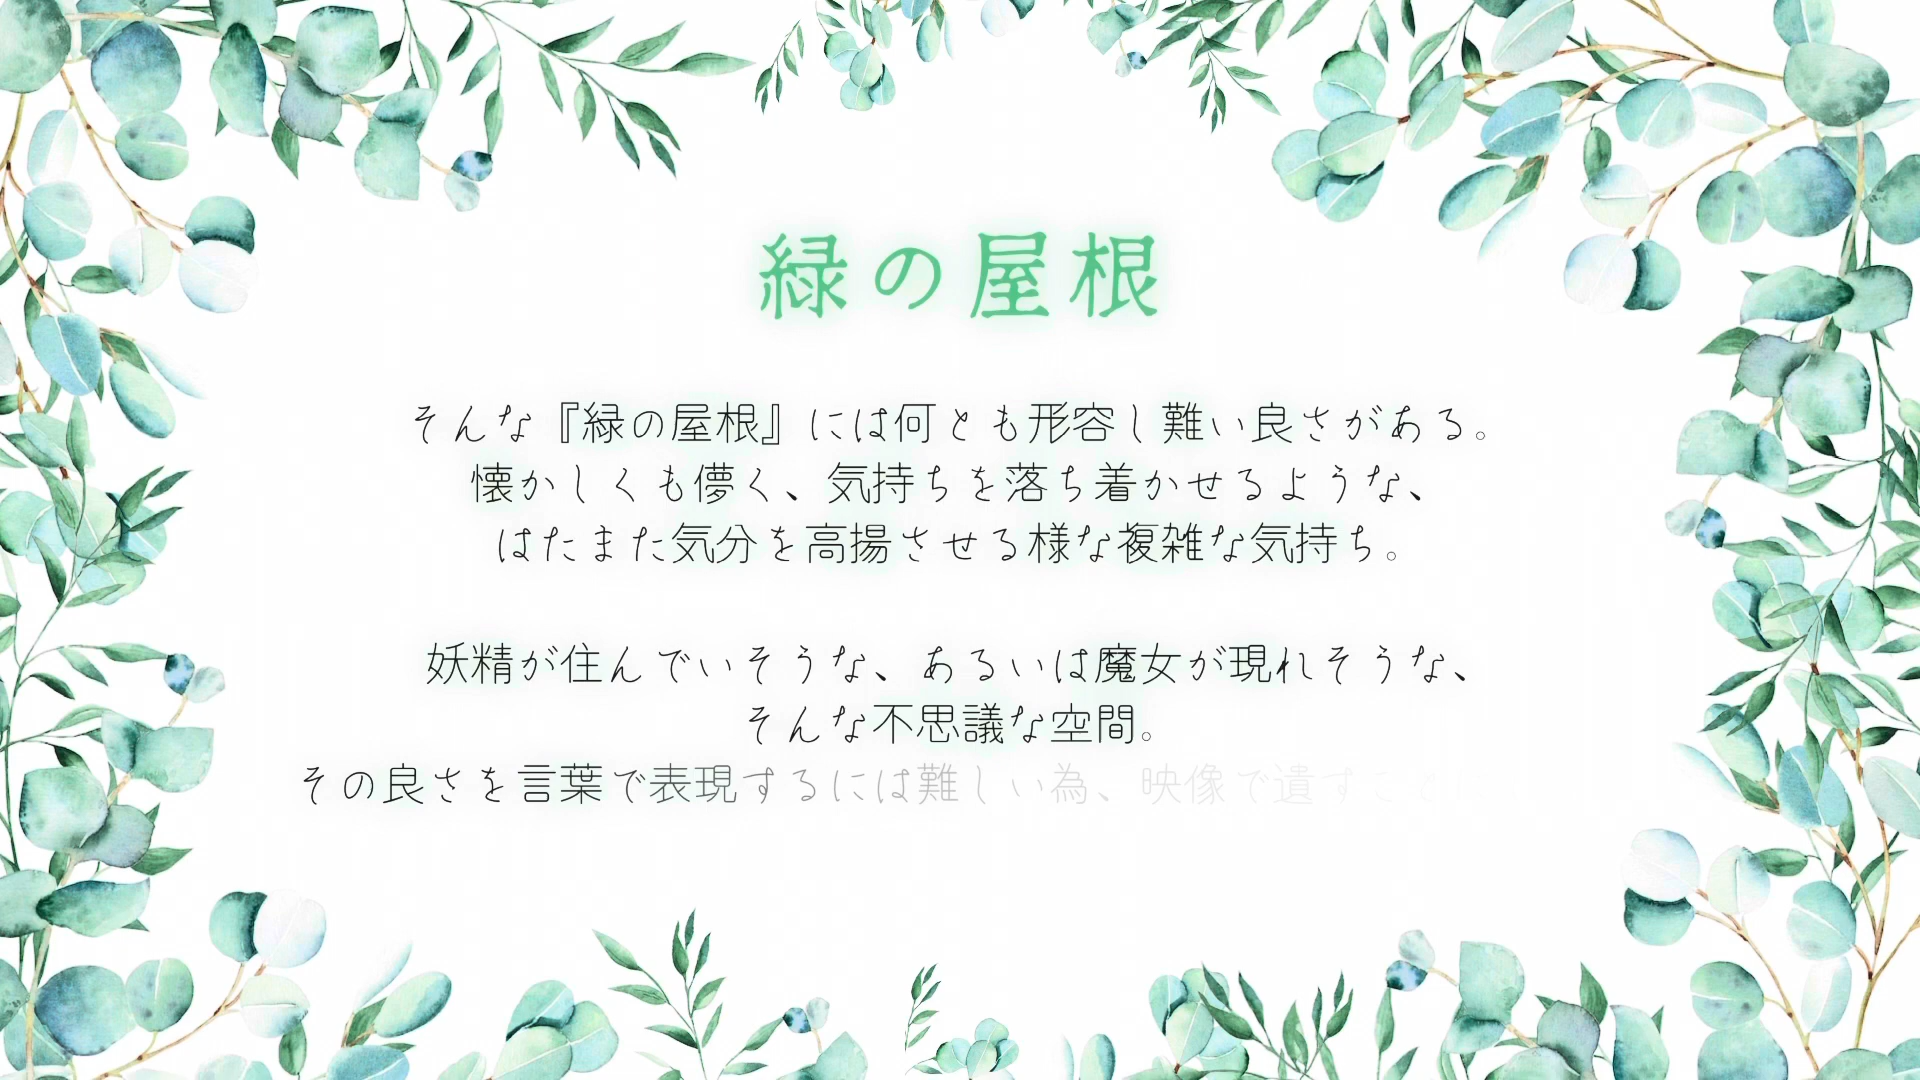 緑の屋根
そんな『緑の屋根』には何とも形容し難い良さがある。
懐かしくも儚く、気持ちを落ち着かせるような、
はたまた気分を高揚させる様な複雑な気持ち。
妖精が住んでいそうな、あるいは魔女が現れそうな、
そんな不思議な空間。
その良さを言葉で表現するには難しい為、映像で遺すこと